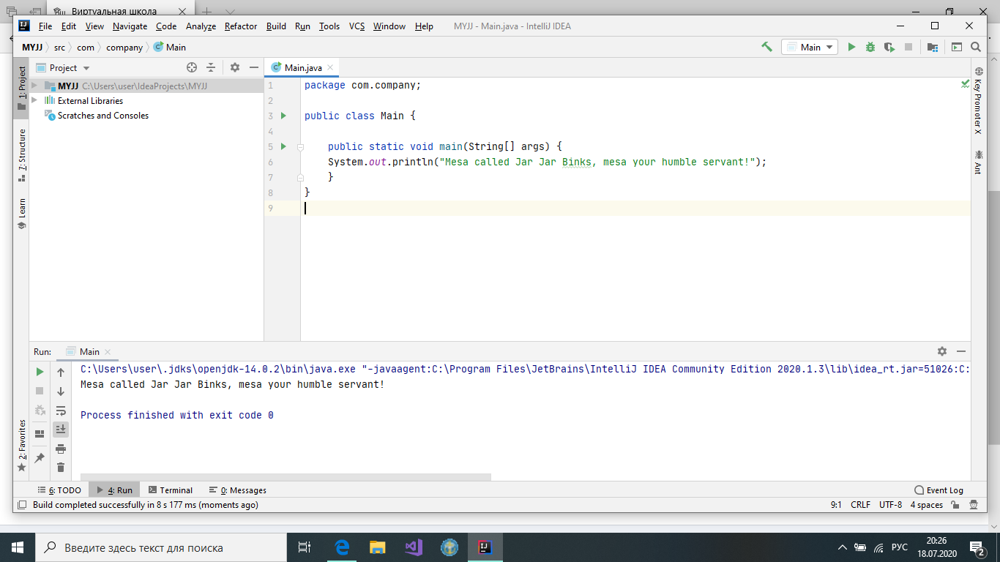 Виртуальная школа
File Edit View Navigate Code Analyze Refactor Build Run Tools VCS Window Help MYJJ - Main.java - IntelliJ IDEA
MYJJ src com company Main
Main
1: Project
7: Structure
Learn
2: Favorites
Project
MYJJ C:\Users\user\IdeaProjects\MYJJ
External Libraries
Scratches and Consoles
Main.java
1 package com.company;
2
3 public class Main {
4
5 public static void main(String[] args) {
6 System.out.println("Mesa called Jar Jar Binks, mesa your humble servant!");
7 }
8 }
9
Key Promoter X
Ant
Run: Main
C:\Users\user\.jdks\openjdk-14.0.2\bin\java.exe "-javaagent:C:\Program Files\JetBrains\IntelliJ IDEA Community Edition 2020.1.3\lib\idea_rt.jar=51026:C:
Mesa called Jar Jar Binks, mesa your humble servant!
Process finished with exit code 0
6: TODO 4: Run Terminal 0: Messages Event Log
Build completed successfully in 8 s 177 ms (moments ago) 9:1 CRLF UTF-8 4 spaces
Введите здесь текст для поиска
РУС
20:26
18.07.2020
2